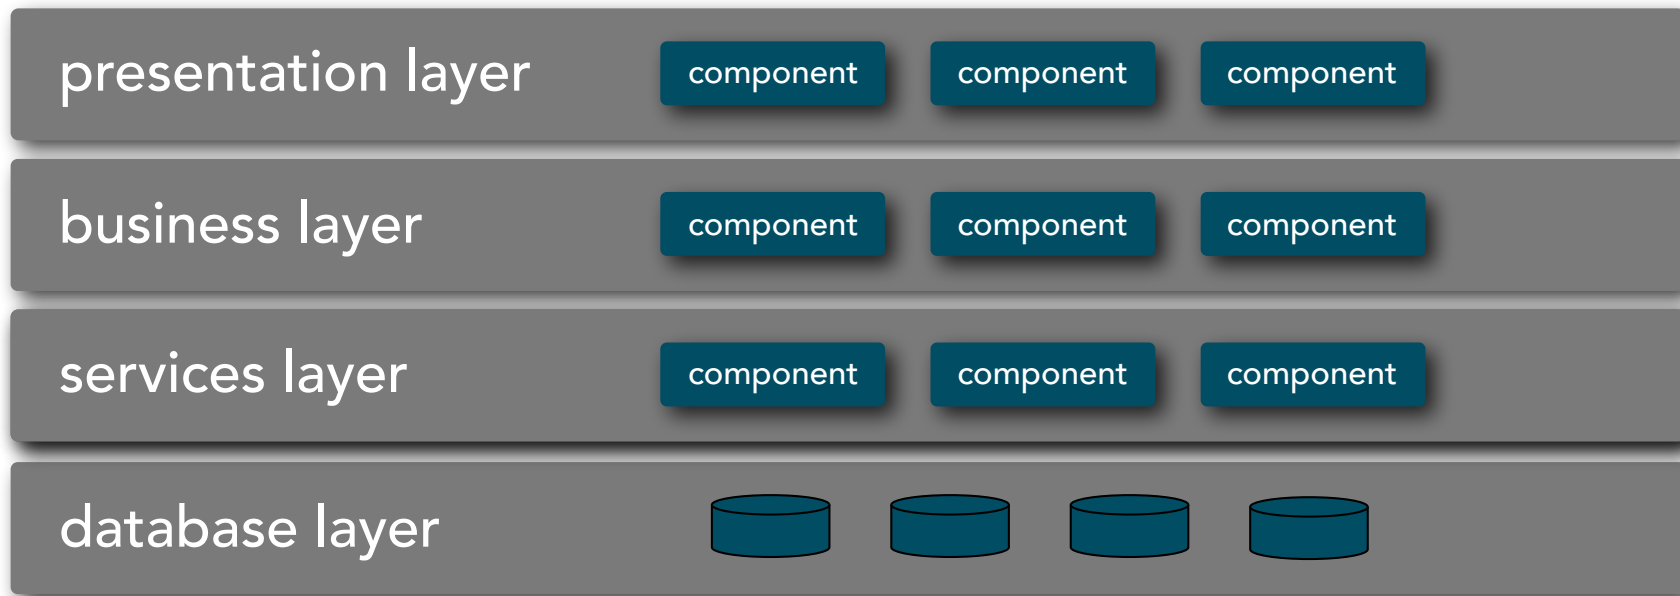 presentation layer component component component
business layer component component component
services layer component component component
database layer